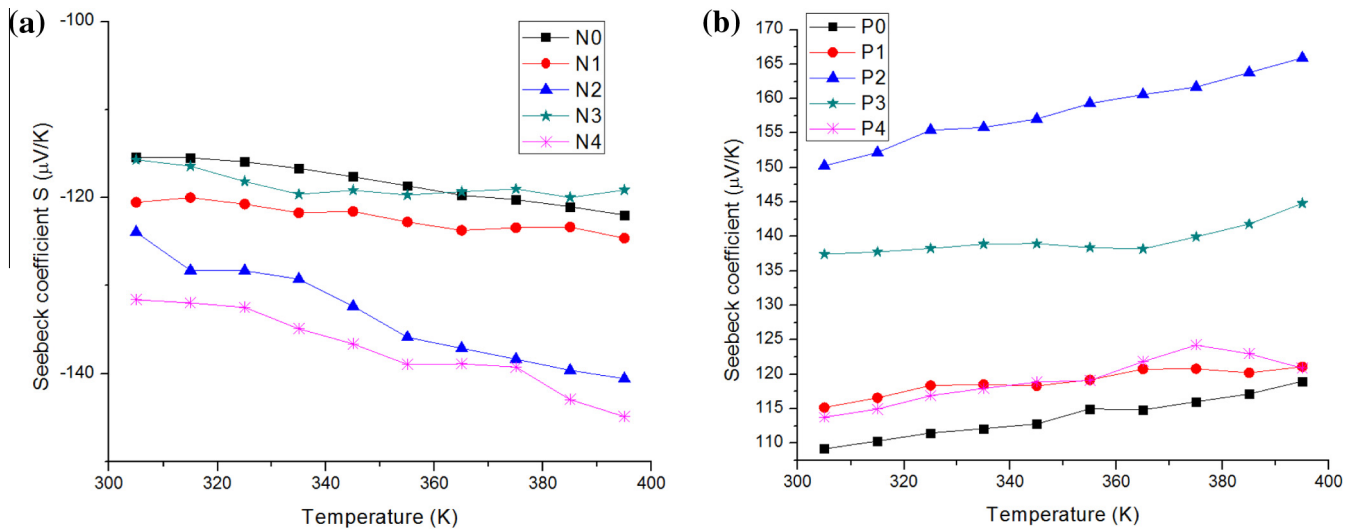 (a)
-100
-120
-140
300
320
340
360
380
400
Seebeck coefficient S (μV/K)
Temperature (K)
N0
N1
N2
N3
N4
(b)
170
165
160
155
150
145
140
135
130
125
120
115
110
300
320
340
360
380
400
Seebeck coefficient (μV/K)
Temperature (K)
P0
P1
P2
P3
P4